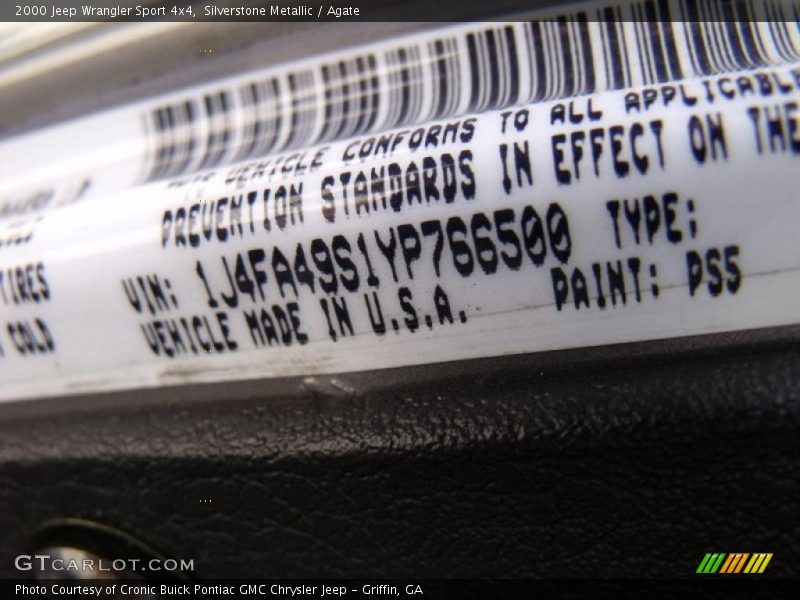 2000 Jeep Wrangler Sport 4x4, Silverstone Metallic / Agate
VEHICLE CONFORMS TO ALL APPLICABLE
PREVENTION STANDARDS IN EFFECT ON THE
TIRES
VIN: 1J4FA49S1YP766500 TYPE:
COLD
VEHICLE MADE IN U.S.A. PAINT: PS5
GTCARLOT.COM
Photo Courtesy of Cronic Buick Pontiac GMC Chrysler Jeep - Griffin, GA